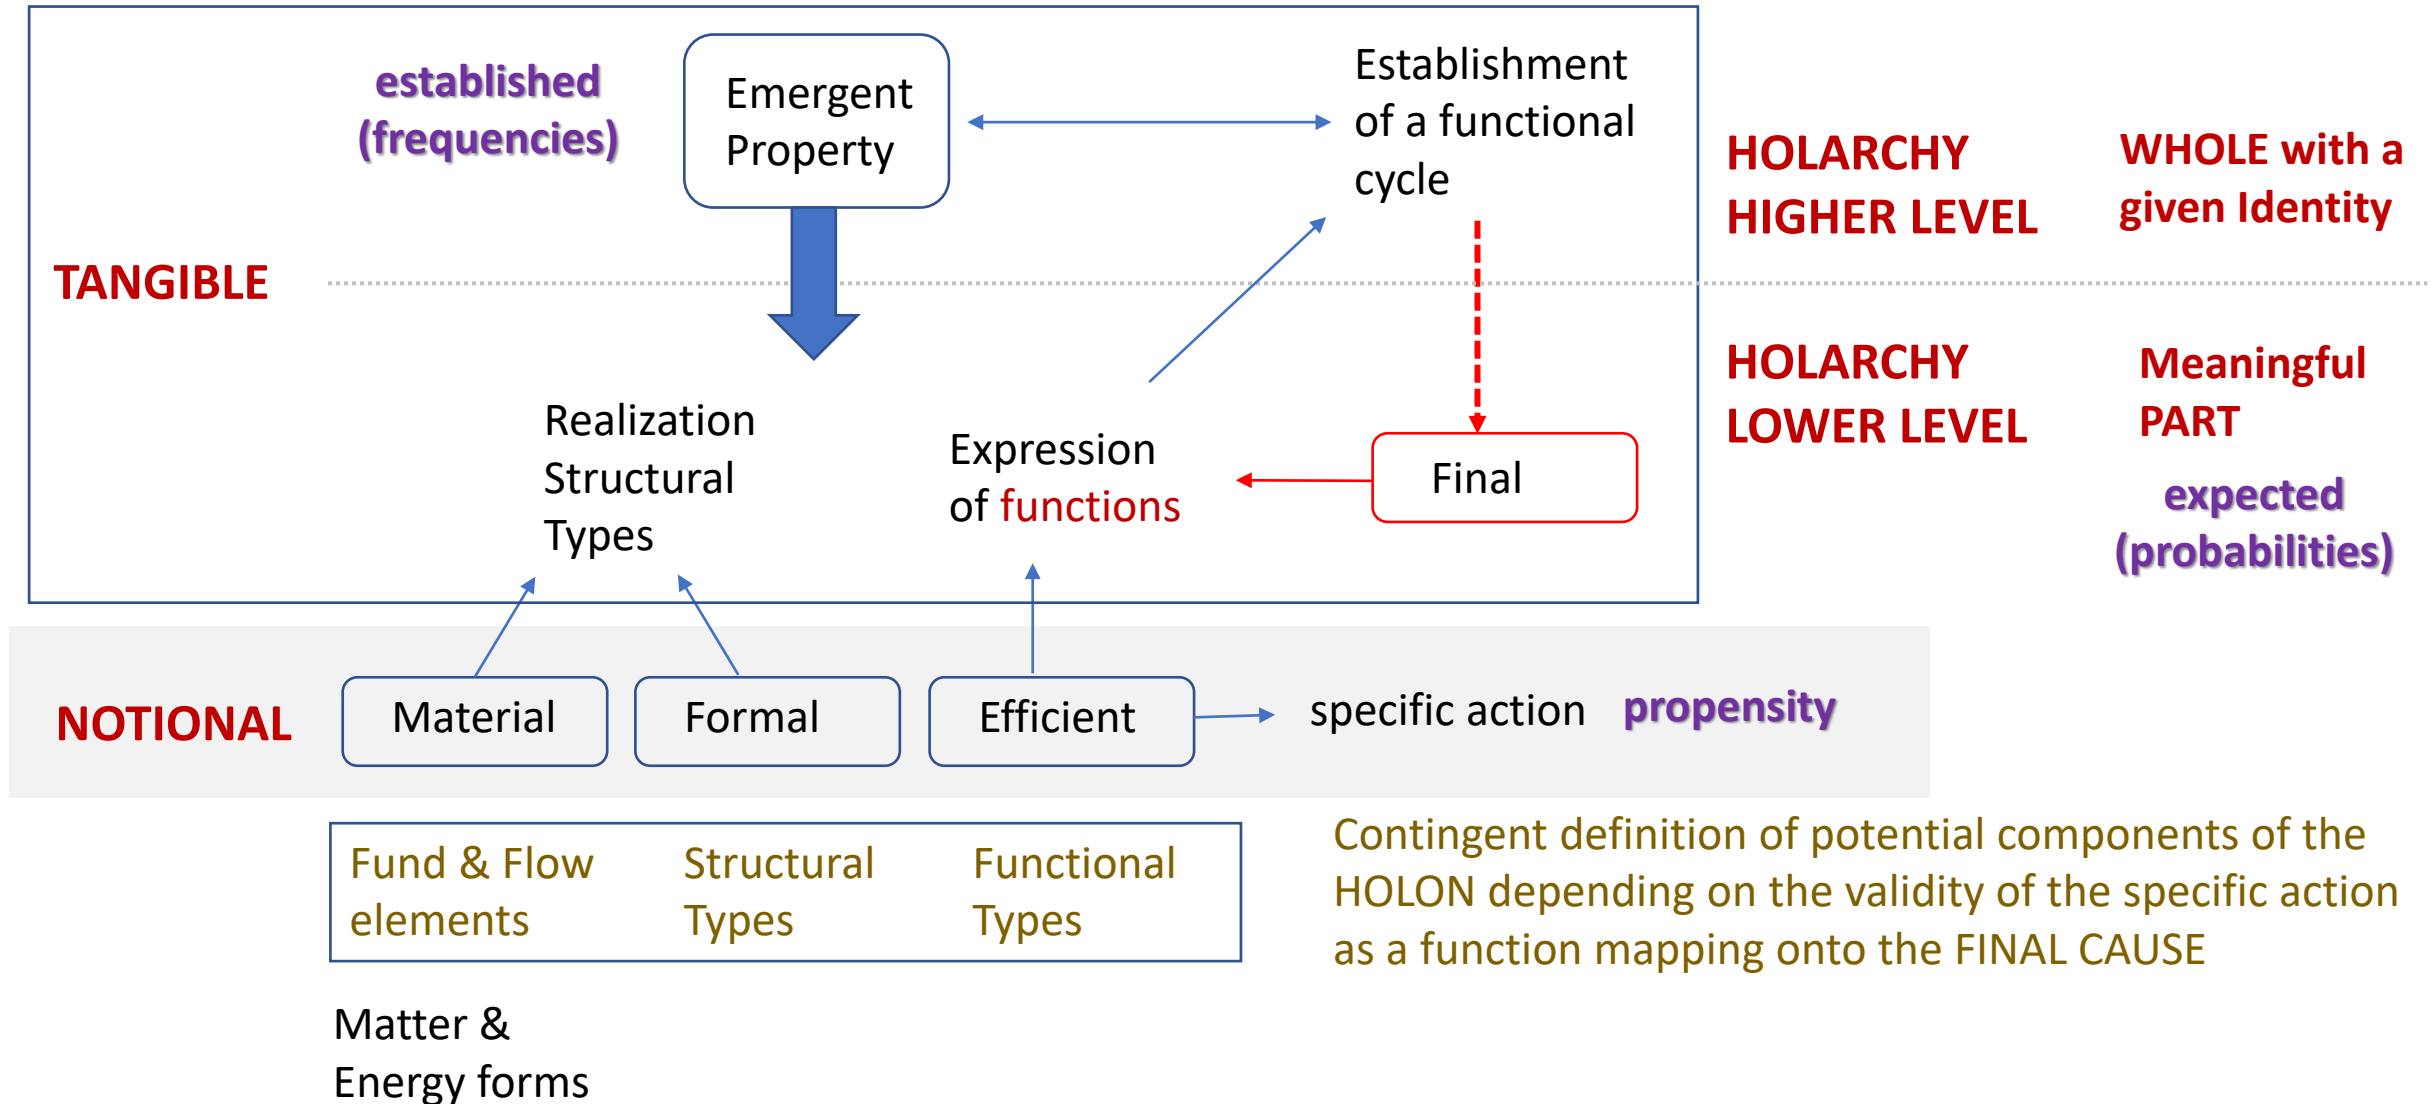 established
(frequencies)
Emergent
Property
Establishment
of a functional
cycle
HOLARCHY
HIGHER LEVEL
WHOLE with a
given Identity
TANGIBLE
HOLARCHY
LOWER LEVEL
Meaningful
PART
expected
(probabilities)
Realization
Structural
Types
Expression
of functions
Final
NOTIONAL
Material
Formal
Efficient
specific action
propensity
Fund & Flow
elements
Structural
Types
Functional
Types
Contingent definition of potential components of the
HOLON depending on the validity of the specific action
as a function mapping onto the FINAL CAUSE
Matter &
Energy forms